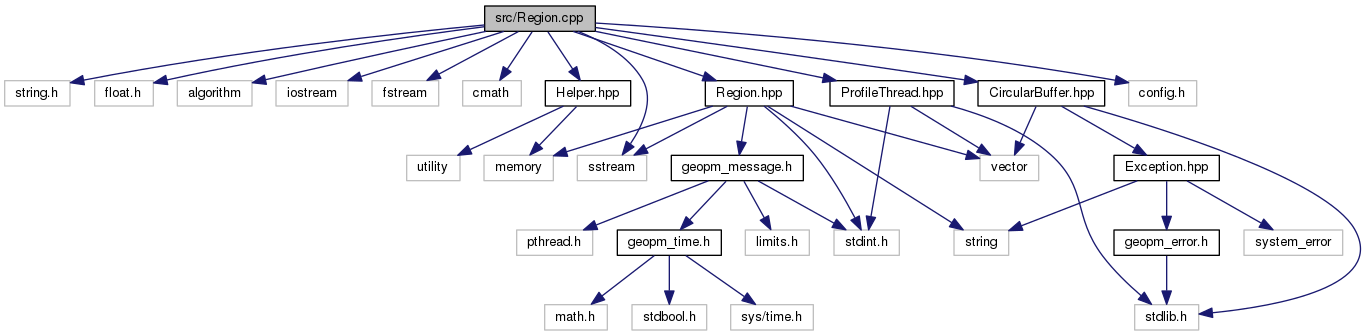 src/Region.cpp
string.h
float.h
algorithm
iostream
fstream
cmath
Helper.hpp
Region.hpp
ProfileThread.hpp
CircularBuffer.hpp
config.h
utility
memory
sstream
geopm_message.h
vector
Exception.hpp
pthread.h
geopm_time.h
limits.h
stdint.h
string
geopm_error.h
system_error
math.h
stdbool.h
sys/time.h
stdlib.h